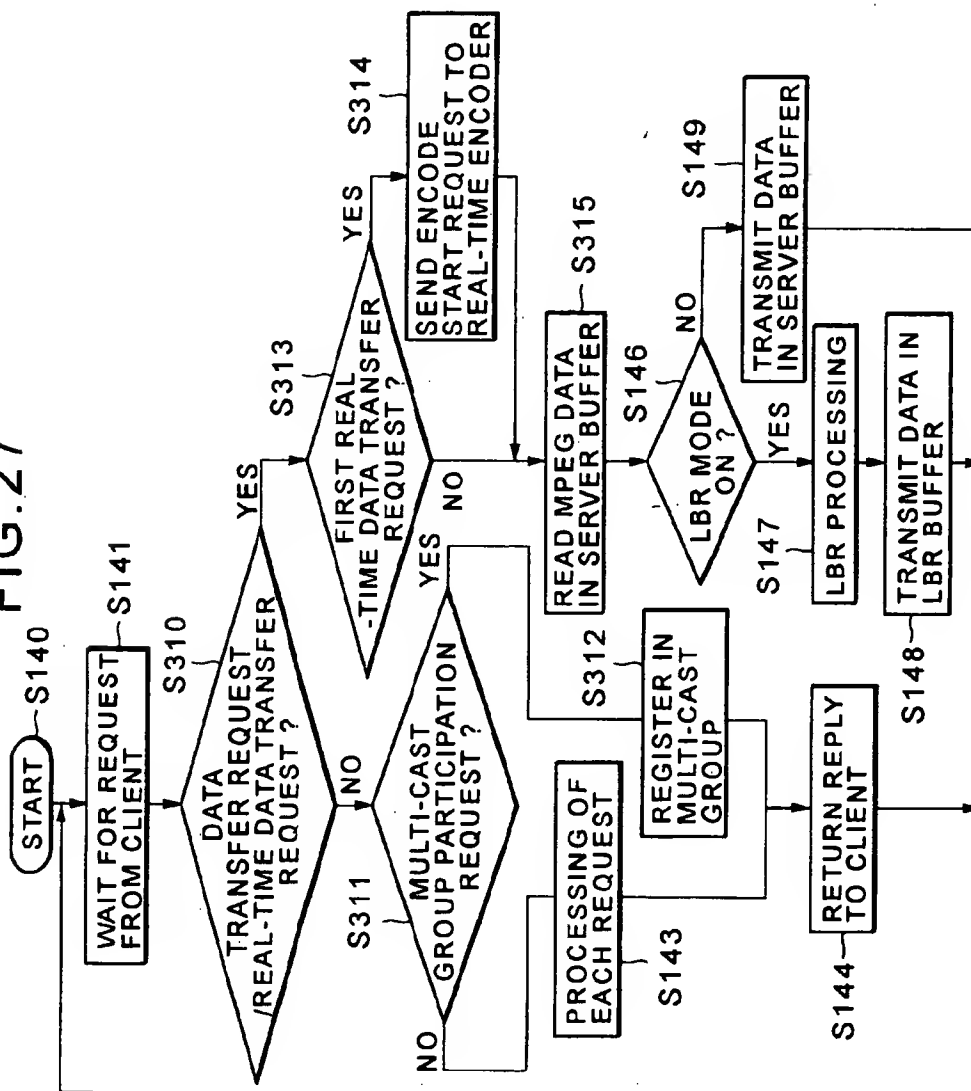 FIG.27
START
S140
WAIT FOR REQUEST
FROM CLIENT
S141
DATA
TRANSFER REQUEST
/REAL-TIME DATA TRANSFER
REQUEST ?
S310
YES
NO
FIRST REAL
-TIME DATA TRANSFER
REQUEST ?
S313
YES
NO
SEND ENCODE
START REQUEST TO
REAL-TIME ENCODER
S314
MULTI-CAST
GROUP PARTICIPATION
REQUEST ?
S311
YES
NO
READ MPEG DATA
IN SERVER BUFFER
S315
PROCESSING OF
EACH REQUEST
S143
REGISTER IN
MULTI-CAST
GROUP
S312
LBR MODE
ON ?
S146
NO
YES
TRANSMIT DATA
IN SERVER BUFFER
S149
LBR PROCESSING
S147
TRANSMIT DATA IN
LBR BUFFER
S148
RETURN REPLY
TO CLIENT
S144